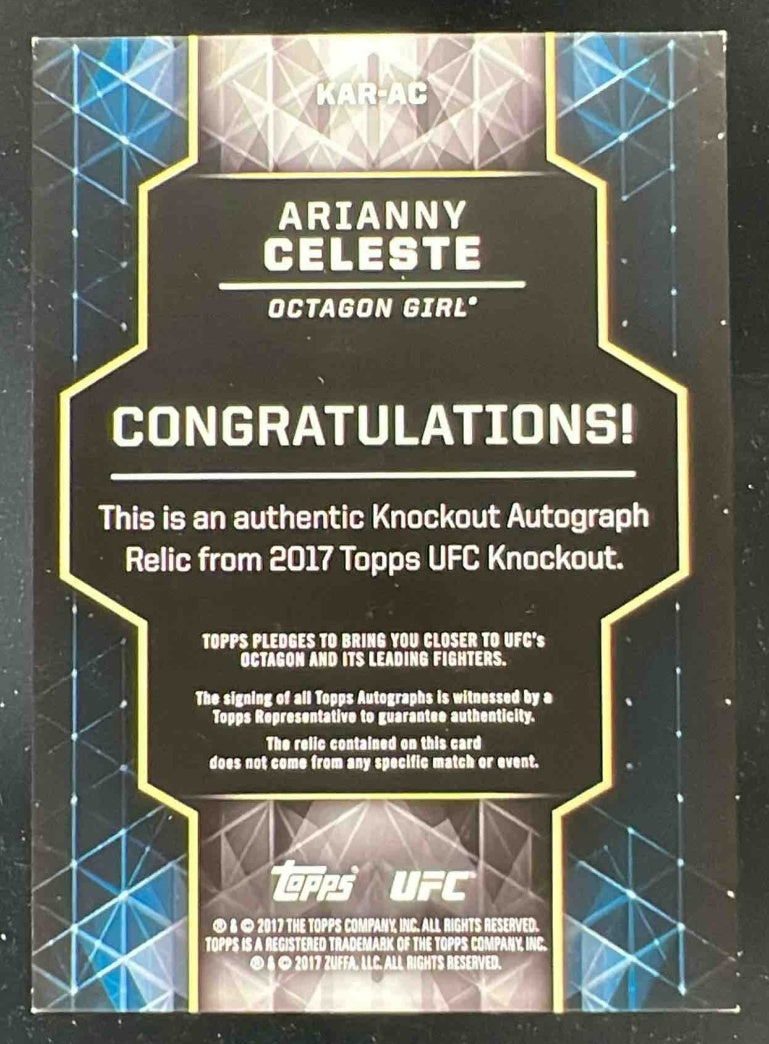 KAR-AC
ARIANNY
CELESTE
OCTAGON GIRL®
CONGRATULATIONS!
This is an authentic Knockout Autograph
Relic from 2017 Topps UFC Knockout.
TOPPS PLEDGES TO BRING YOU CLOSER TO UFC's
OCTAGON AND ITS LEADING FIGHTERS.
The signing of all Topps Autographs is witnessed by a
Topps Representative to guarantee authenticity.
The relic contained on this card
does not come from any specific match or event.
Topps® UFC
® & © 2017 THE TOPPS COMPANY, INC. ALL RIGHTS RESERVED.
TOPPS IS A REGISTERED TRADEMARK OF THE TOPPS COMPANY, INC.
® & © 2017 ZUFFA, LLC. ALL RIGHTS RESERVED.